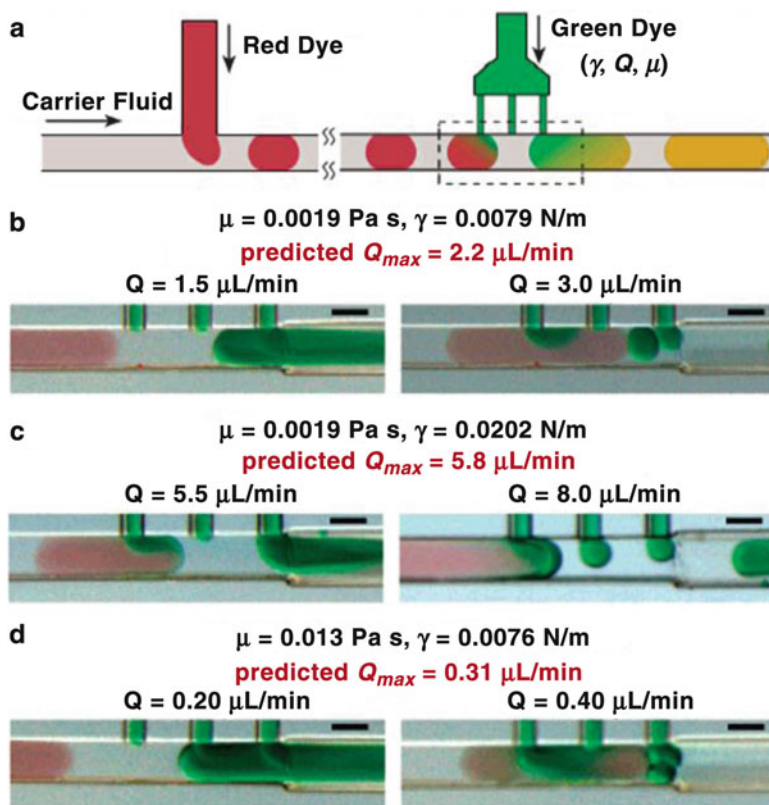 a
Red Dye
Green Dye
(γ, Q, μ)
Carrier Fluid
b
μ = 0.0019 Pa s, γ = 0.0079 N/m
predicted Qmax = 2.2 μL/min
Q = 1.5 μL/min
Q = 3.0 μL/min
c
μ = 0.0019 Pa s, γ = 0.0202 N/m
predicted Qmax = 5.8 μL/min
Q = 5.5 μL/min
Q = 8.0 μL/min
d
μ = 0.013 Pa s, γ = 0.0076 N/m
predicted Qmax = 0.31 μL/min
Q = 0.20 μL/min
Q = 0.40 μL/min